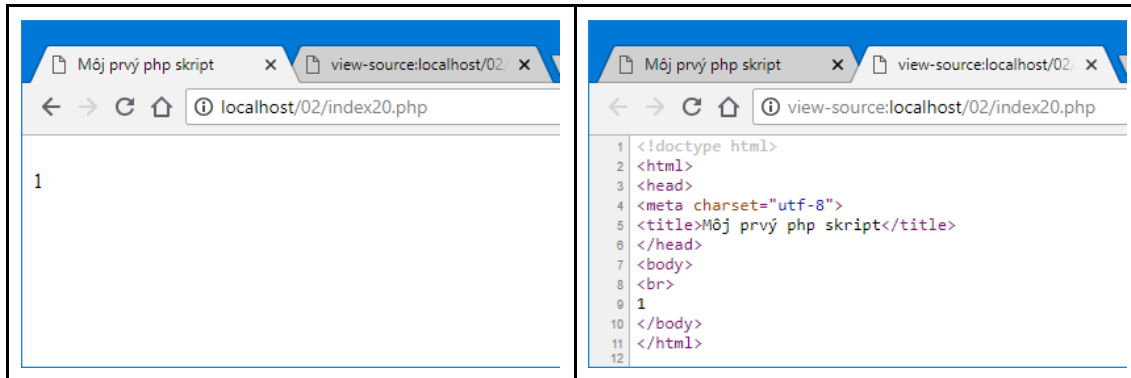 Môj prvý php skript
view-source:localhost/02/
localhost/02/index20.php
1
Môj prvý php skript
view-source:localhost/02/
view-source:localhost/02/index20.php
1 <!doctype html>
2 <html>
3 <head>
4 <meta charset="utf-8">
5 <title>Môj prvý php skript</title>
6 </head>
7 <body>
8 <br>
9 1
10 </body>
11 </html>
12